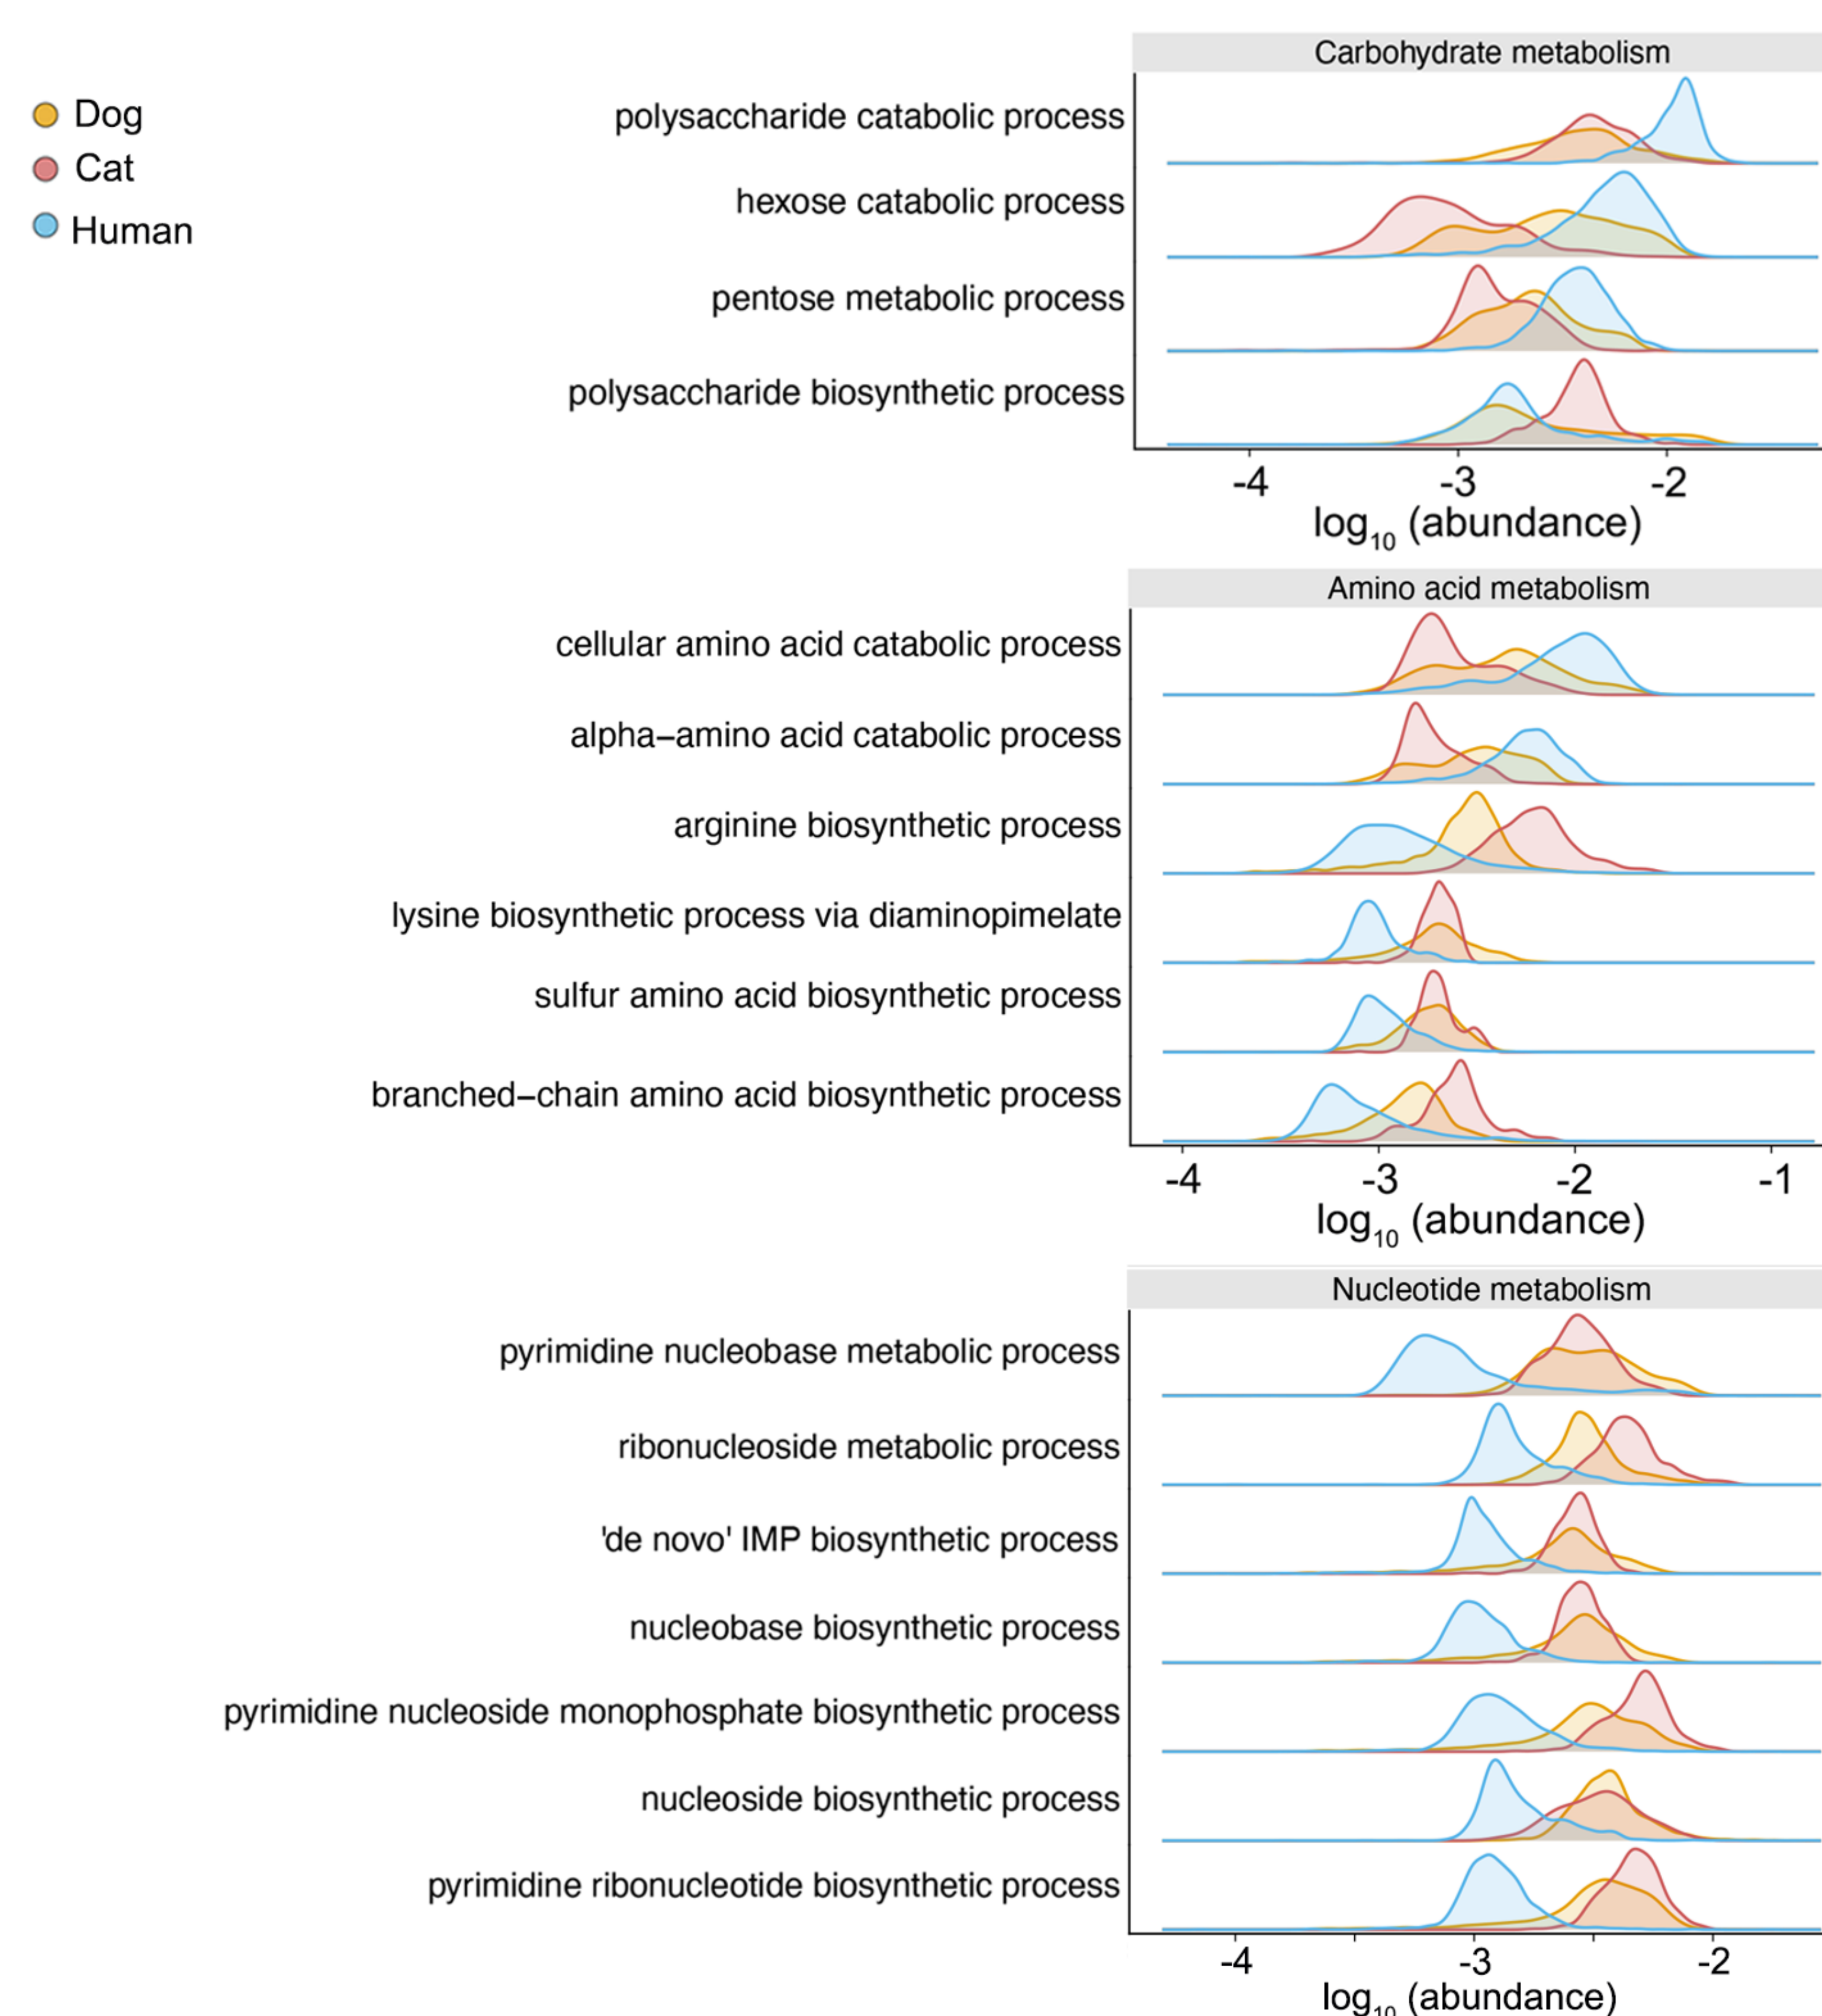 Dog
Cat
Human
Carbohydrate metabolism
polysaccharide catabolic process
hexose catabolic process
pentose metabolic process
polysaccharide biosynthetic process
-4 -3 -2
log10 (abundance)
Amino acid metabolism
cellular amino acid catabolic process
alpha−amino acid catabolic process
arginine biosynthetic process
lysine biosynthetic process via diaminopimelate
sulfur amino acid biosynthetic process
branched−chain amino acid biosynthetic process
-4 -3 -2 -1
log10 (abundance)
Nucleotide metabolism
pyrimidine nucleobase metabolic process
ribonucleoside metabolic process
'de novo' IMP biosynthetic process
nucleobase biosynthetic process
pyrimidine nucleoside monophosphate biosynthetic process
nucleoside biosynthetic process
pyrimidine ribonucleotide biosynthetic process
-4 -3 -2
log10 (abundance)